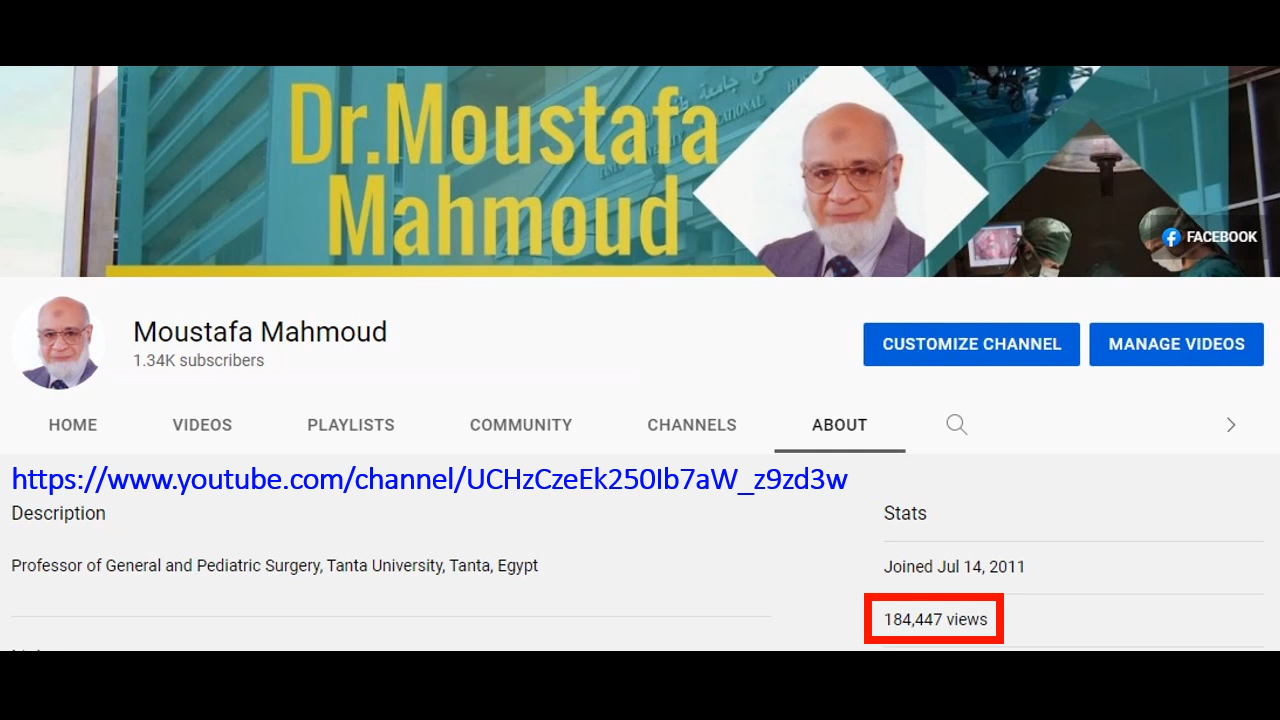 Dr.Moustafa
Mahmoud
FACEBOOK
Moustafa Mahmoud
1.34K subscribers
CUSTOMIZE CHANNEL
MANAGE VIDEOS
HOME VIDEOS PLAYLISTS COMMUNITY CHANNELS ABOUT
https://www.youtube.com/channel/UCHzCzeEk250Ib7aW_z9zd3w
Description
Stats
Professor of General and Pediatric Surgery, Tanta University, Tanta, Egypt
Joined Jul 14, 2011
184,447 views